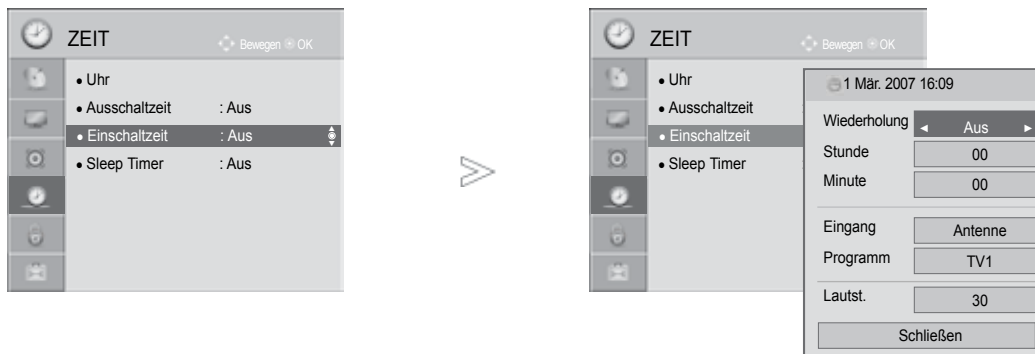 ZEIT
Bewegen OK
• Uhr
• Ausschaltzeit : Aus
• Einschaltzeit : Aus
• Sleep Timer : Aus
ZEIT
Bewegen OK
• Uhr
• Ausschaltzeit
• Einschaltzeit
• Sleep Timer
1 Mär. 2007 16:09
Wiederholung ◄ Aus ►
Stunde 00
Minute 00
Eingang Antenne
Programm TV1
Lautst. 30
Schließen